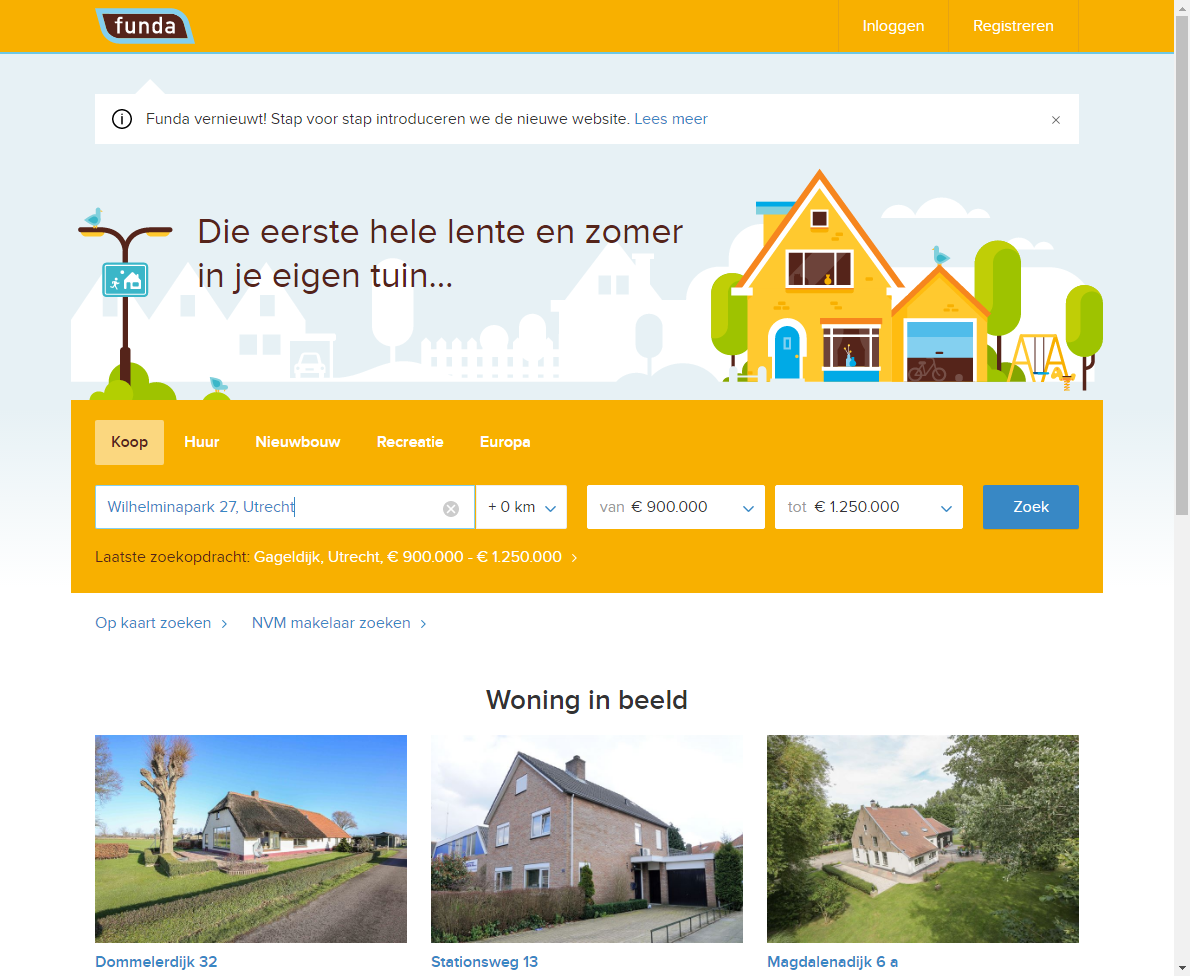 funda
Inloggen
Registreren
Funda vernieuwt! Stap voor stap introduceren we de nieuwe website. Lees meer
Die eerste hele lente en zomer
in je eigen tuin...
Koop Huur Nieuwbouw Recreatie Europa
Wilhelminapark 27, Utrecht + 0 km van € 900.000 tot € 1.250.000 Zoek
Laatste zoekopdracht: Gageldijk, Utrecht, € 900.000 - € 1.250.000
Op kaart zoeken NVM makelaar zoeken
Woning in beeld
Dommelerdijk 32 Stationsweg 13 Magdalenadijk 6 a